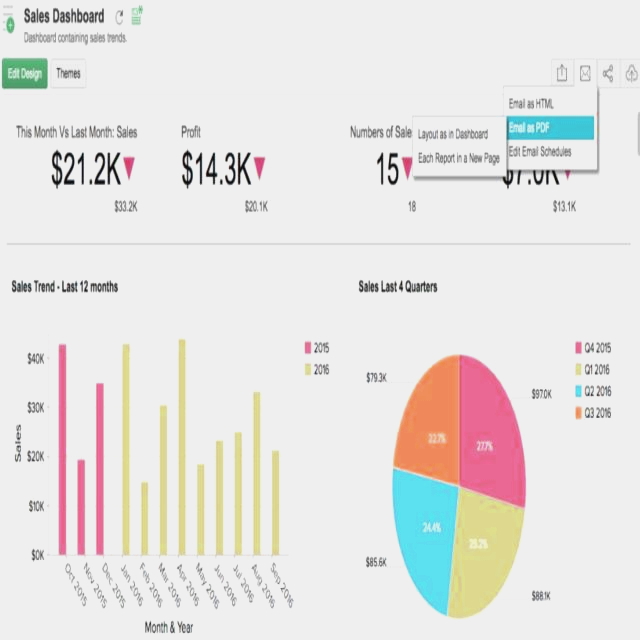 Sales Dashboard
Dashboard containing sales trends.
Edit Design
Themes
Email as HTML
Email as PDF
Edit Email Schedules
Layout as in Dashboard
Each Report in a New Page
This Month Vs Last Month: Sales
$21.2K
$33.2K
Profit
$14.3K
$20.1K
Numbers of Sale
15
18
$7.0K
$13.1K
Sales Trend - Last 12 months
Sales
$40K
$30K
$20K
$10K
$0K
Oct 2015
Nov 2015
Dec 2015
Jan 2016
Feb 2016
Mar 2016
Apr 2016
May 2016
Jun 2016
Jul 2016
Aug 2016
Sep 2016
Month & Year
2015
2016
Sales Last 4 Quarters
$79.3K
$97.0K
$85.6K
$88.1K
22.7%
27.7%
24.4%
25.2%
Q4 2015
Q1 2016
Q2 2016
Q3 2016